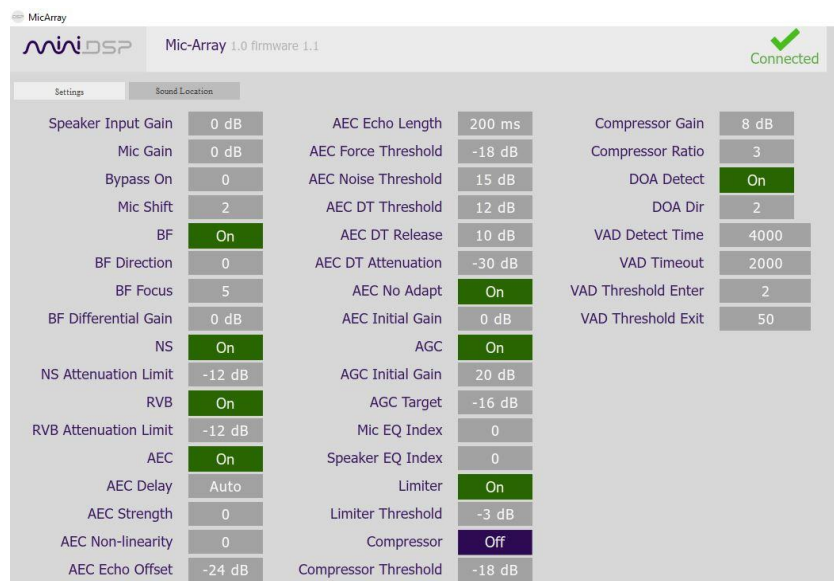 DSP MicArray
miniDSP Mic-Array 1.0 firmware 1.1 Connected
Settings Sound Location
Speaker Input Gain 0 dB AEC Echo Length 200 ms Compressor Gain 8 dB
Mic Gain 0 dB AEC Force Threshold -18 dB Compressor Ratio 3
Bypass On 0 AEC Noise Threshold 15 dB DOA Detect On
Mic Shift 2 AEC DT Threshold 12 dB DOA Dir 2
BF On AEC DT Release 10 dB VAD Detect Time 4000
BF Direction 0 AEC DT Attenuation -30 dB VAD Timeout 2000
BF Focus 5 AEC No Adapt On VAD Threshold Enter 2
BF Differential Gain 0 dB AEC Initial Gain 0 dB VAD Threshold Exit 50
NS On AGC On
NS Attenuation Limit -12 dB AGC Initial Gain 20 dB
RVB On AGC Target -16 dB
RVB Attenuation Limit -12 dB Mic EQ Index 0
AEC On Speaker EQ Index 0
AEC Delay Auto Limiter On
AEC Strength 0 Limiter Threshold -3 dB
AEC Non-linearity 0 Compressor Off
AEC Echo Offset -24 dB Compressor Threshold -18 dB